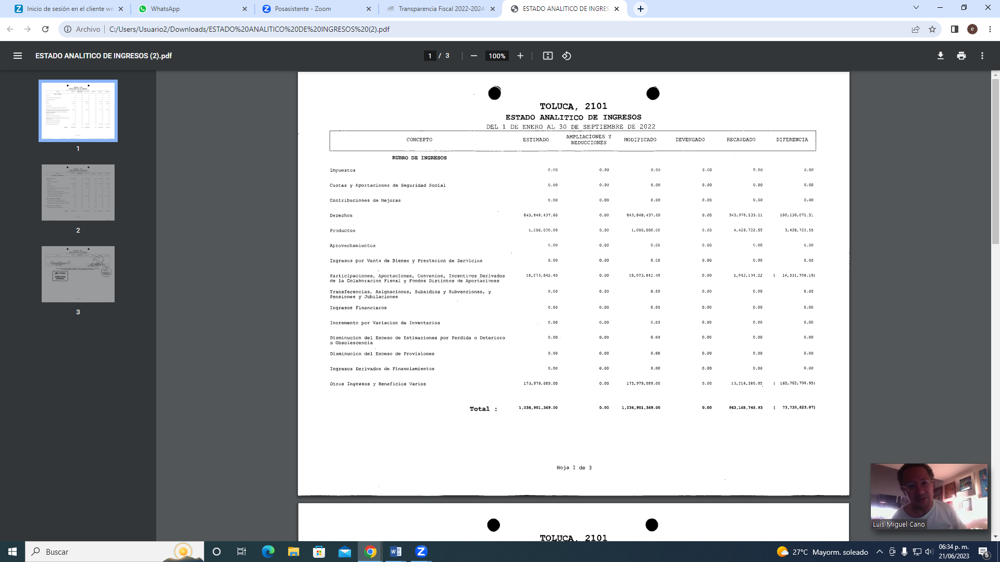 Inicio de sesión en el cliente we
WhatsApp
Posasistente - Zoom
Transparencia Fiscal 2022-2024
ESTADO ANALITICO DE INGRES
Archivo
C:/Users/Usuario2/Downloads/ESTADO%20ANALITICO%20DE%20INGRESOS%20(2).pdf
e
ESTADO ANALITICO DE INGRESOS (2).pdf
1 / 3
100%
1
2
3
TOLUCA, 2101
ESTADO ANALITICO DE INGRESOS
DEL 1 DE ENERO AL 30 DE SEPTIEMBRE DE 2022
CONCEPTO ESTIMADO AMPLIACIONES Y REDUCCIONES MODIFICADO DEVENGADO RECAUDADO DIFERENCIA
RUBRO DE INGRESOS
Impuestos 0.00 0.00 0.00 0.00 0.00 0.00
Cuotas y Aportaciones de Seguridad Social 0.00 0.00 0.00 0.00 0.00 0.00
Contribuciones de Mejoras 0.00 0.00 0.00 0.00 0.00 0.00
Derechos 843,848,437.60 0.00 843,848,437.60 0.00 943,978,509.11 100,130,071.51
Productos 1,000,000.00 0.00 1,000,000.00 0.00 4,428,722.55 3,428,722.55
Aprovechamientos 0.00 0.00 0.00 0.00 0.00 0.00
Ingresos por Venta de Bienes y Prestacion de Servicios 0.00 0.00 0.00 0.00 0.00 0.00
Participaciones, Aportaciones, Convenios, Incentivos Derivados 18,073,842.40 0.00 18,073,842.40 0.00 1,542,134.22 ( 16,531,708.18)
de la Colaboracion Fiscal y Fondos Distintos de Aportaciones
Transferencias, Asignaciones, Subsidios y Subvenciones, y 0.00 0.00 0.00 0.00 0.00 0.00
Pensiones y Jubilaciones
Ingresos Financieros 0.00 0.00 0.00 0.00 0.00 0.00
Incremento por Variacion de Inventarios 0.00 0.00 0.00 0.00 0.00 0.00
Disminucion del Exceso de Estimaciones por Perdida o Deterioro 0.00 0.00 0.00 0.00 0.00 0.00
u Obsolescencia
Disminucion del Exceso de Provisiones 0.00 0.00 0.00 0.00 0.00 0.00
Ingresos Derivados de Financiamientos 0.00 0.00 0.00 0.00 0.00 0.00
Otros Ingresos y Beneficios Varios 173,979,089.00 0.00 173,979,089.00 0.00 13,216,380.05 ( 160,762,708.95)
Total : 1,036,901,369.00 0.00 1,036,901,369.00 0.00 963,165,745.93 ( 73,735,623.07)
Hoja 1 de 3
TOLUCA, 2101
Luis Miguel Cano
Buscar
27°C Mayorm. soleado
06:34 p. m.
21/06/2023
6